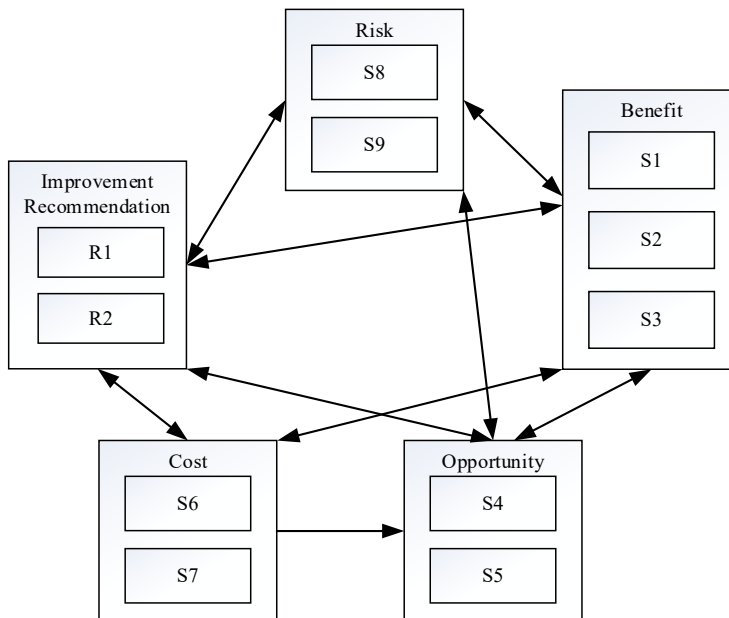 Risk
S8
S9
Benefit
S1
S2
S3
Improvement
Recommendation
R1
R2
Cost
S6
S7
Opportunity
S4
S5